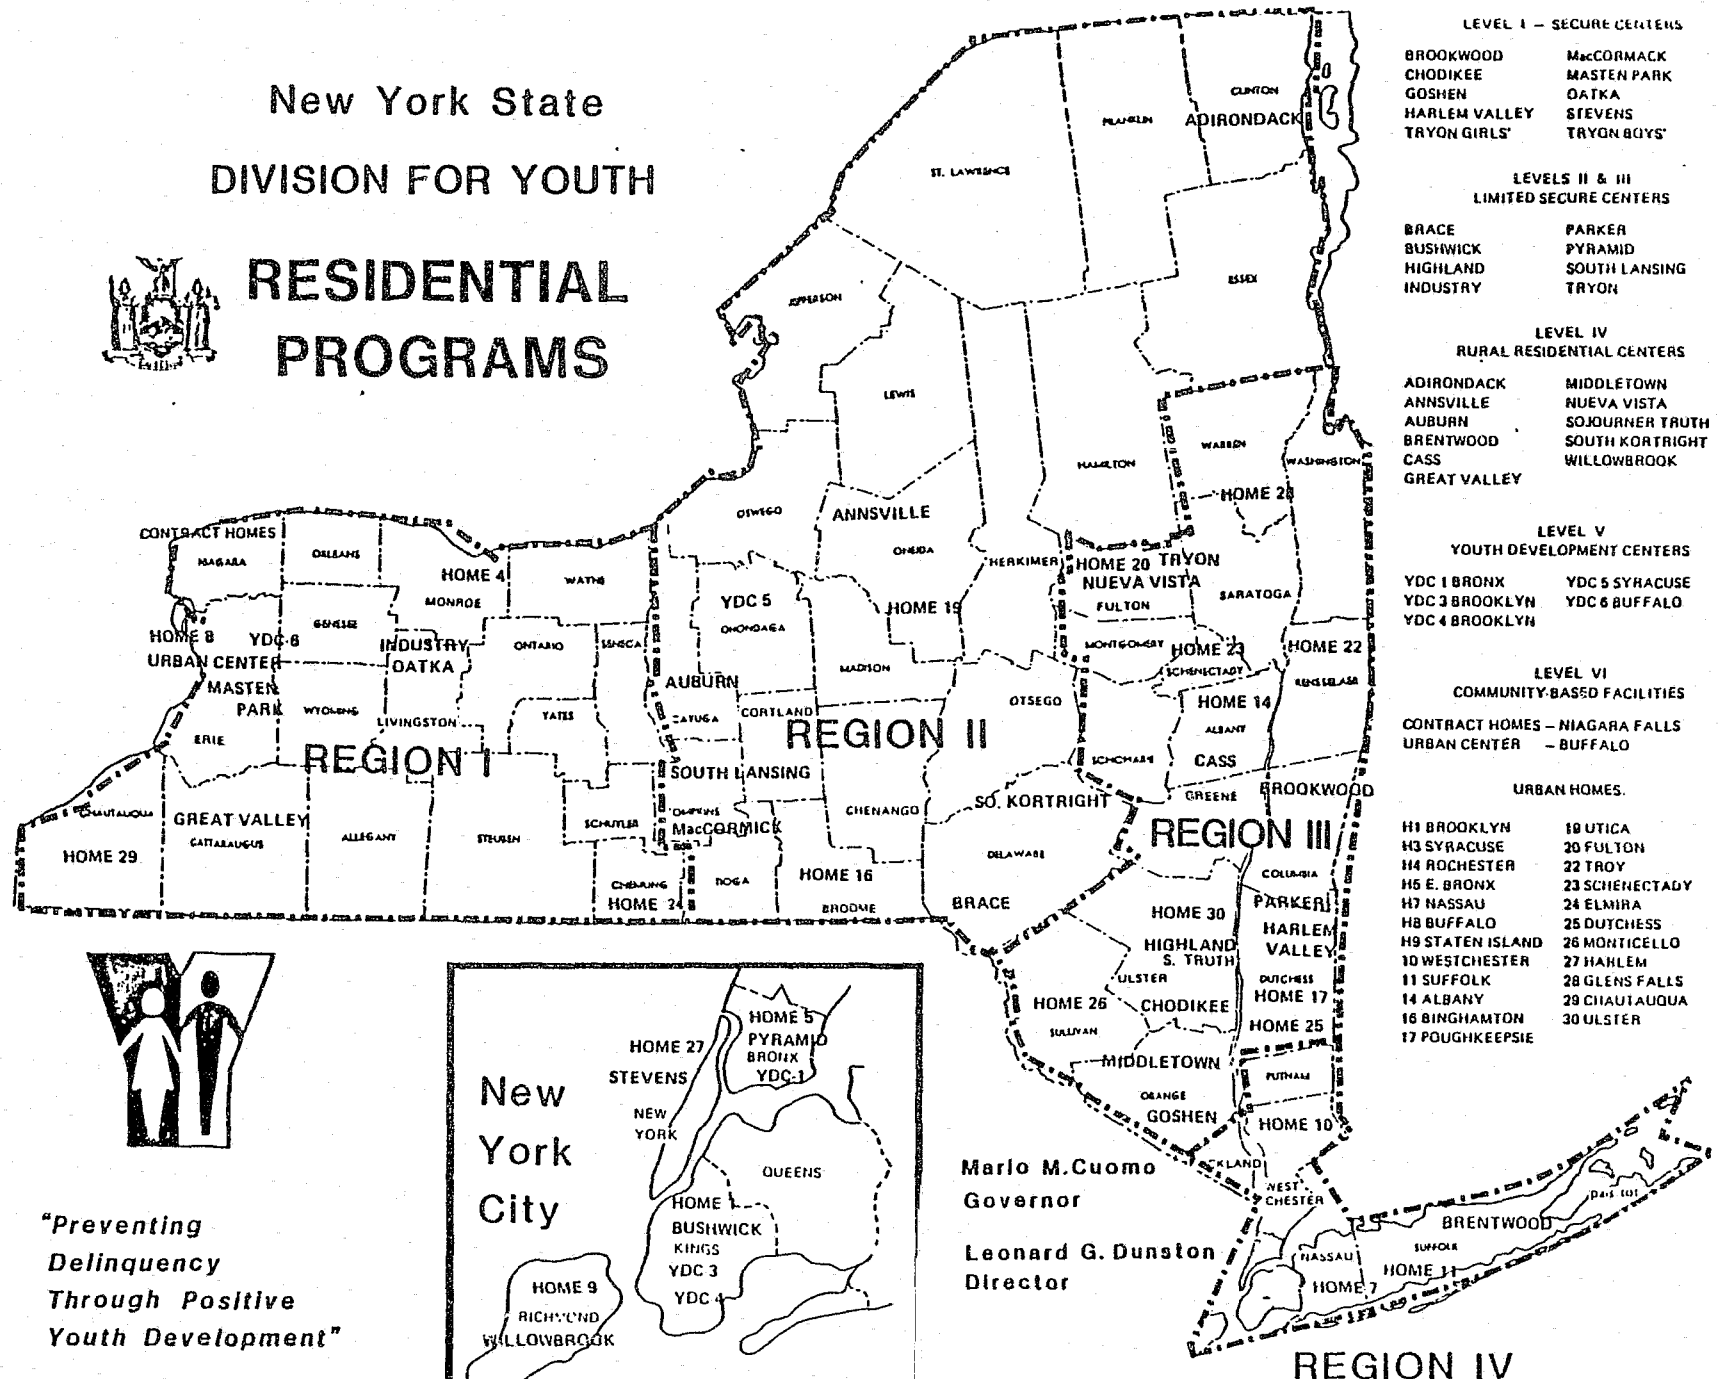 New York State
DIVISION FOR YOUTH
RESIDENTIAL
PROGRAMS
LEVEL I – SECURE CENTERS
BROOKWOOD MacCORMACK
CHODIKEE MASTEN PARK
GOSHEN OATKA
HARLEM VALLEY STEVENS
TRYON GIRLS' TRYON BOYS'
LEVELS II & III
LIMITED SECURE CENTERS
BRACE PARKER
BUSHWICK PYRAMID
HIGHLAND SOUTH LANSING
INDUSTRY TRYON
LEVEL IV
RURAL RESIDENTIAL CENTERS
ADIRONDACK MIDDLETOWN
ANNSVILLE NUEVA VISTA
AUBURN SOJOURNER TRUTH
BRENTWOOD SOUTH KORTRIGHT
CASS WILLOWBROOK
GREAT VALLEY
LEVEL V
YOUTH DEVELOPMENT CENTERS
YDC 1 BRONX YDC 5 SYRACUSE
YDC 3 BROOKLYN YDC 6 BUFFALO
YDC 4 BROOKLYN
LEVEL VI
COMMUNITY-BASED FACILITIES
CONTRACT HOMES – NIAGARA FALLS
URBAN CENTER – BUFFALO
URBAN HOMES.
H1 BROOKLYN 19 UTICA
H3 SYRACUSE 20 FULTON
H4 ROCHESTER 22 TROY
H5 E. BRONX 23 SCHENECTADY
H7 NASSAU 24 ELMIRA
H8 BUFFALO 25 DUTCHESS
H9 STATEN ISLAND 26 MONTICELLO
10 WESTCHESTER 27 HARLEM
11 SUFFOLK 28 GLENS FALLS
14 ALBANY 29 CHAUTAUQUA
16 BINGHAMTON 30 ULSTER
17 POUGHKEEPSIE
CLINTON
FRANKLIN
ADIRONDACK
ST. LAWRENCE
ESSEX
JEFFERSON
LEWIS
HAMILTON
WARREN
WASHINGTON
HOME 28
OSWEGO
ANNSVILLE
ONEIDA
HERKIMER
HOME 20
TRYON
NUEVA VISTA
FULTON
SARATOGA
CONTRACT HOMES
NIAGARA
ORLEANS
HOME 4
MONROE
WAYNE
YDC 5
ONONDAGA
HOME 19
MADISON
MONTGOMERY
HOME 23
SCHENECTADY
HOME 22
RENSSELAER
HOME 8
YDC-6
URBAN CENTER
MASTEN
PARK
ERIE
GENESEE
INDUSTRY
OATKA
ONTARIO
SENECA
WYOMING
LIVINGSTON
YATES
AUBURN
CAYUGA
CORTLAND
OTSEGO
HOME 14
ALBANY
CASS
SCHOHARIE
GREENE
BROOKWOOD
REGION I
REGION II
REGION III
SOUTH LANSING
TOMPKINS
MacCORMICK
CHENANGO
SO. KORTRIGHT
DELAWARE
CHAUTAUQUA
HOME 29
GREAT VALLEY
CATTARAUGUS
ALLEGANY
STEUBEN
SCHUYLER
CHEMUNG
HOME 24
TIOGA
HOME 16
BROOME
BRACE
COLUMBIA
HOME 30
PARKER
HARLEM
VALLEY
HIGHLAND
S. TRUTH
ULSTER
DUTCHESS
HOME 17
HOME 26
CHODIKEE
SULLIVAN
HOME 25
MIDDLETOWN
PUTNAM
ORANGE
GOSHEN
HOME 10
CKLAND
WEST
CHESTER
BRENTWOOD
SUFFOLK
NASSAU
HOME 11
HOME 7
REGION IV
New
York
City
HOME 5
PYRAMID
BRONX
YDC-1
HOME 27
STEVENS
NEW
YORK
QUEENS
HOME 1
BUSHWICK
KINGS
YDC 3
YDC 4
HOME 9
RICHMOND
WILLOWBROOK
Mario M. Cuomo
Governor
Leonard G. Dunston
Director
"Preventing
Delinquency
Through Positive
Youth Development"